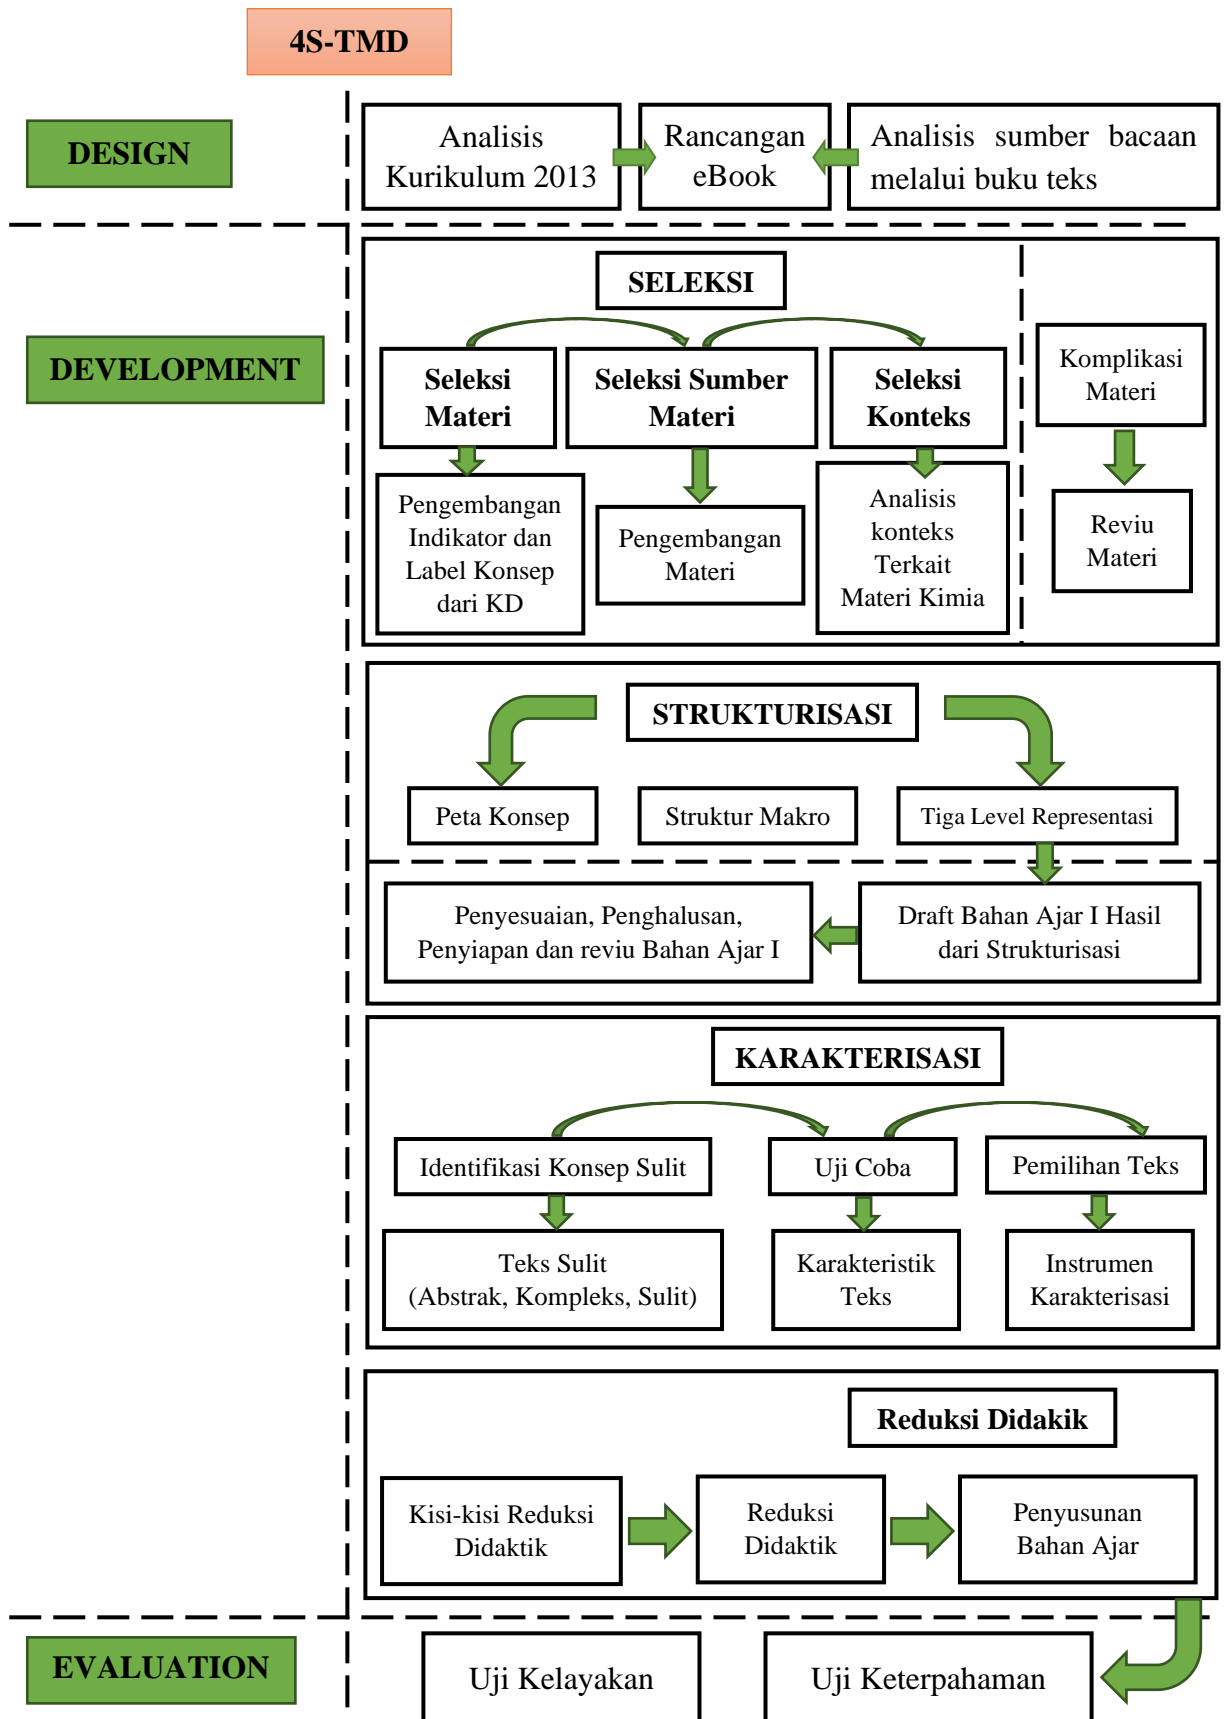 4S-TMD
DESIGN
Analisis
Kurikulum 2013
Rancangan
eBook
Analisis sumber bacaan
melalui buku teks
DEVELOPMENT
SELEKSI
Seleksi
Materi
Seleksi Sumber
Materi
Seleksi
Konteks
Komplikasi
Materi
Pengembangan
Indikator dan
Label Konsep
dari KD
Pengembangan
Materi
Analisis
konteks
Terkait
Materi Kimia
Reviu
Materi
STRUKTURISASI
Peta Konsep
Struktur Makro
Tiga Level Representasi
Penyesuaian, Penghalusan,
Penyiapan dan reviu Bahan Ajar I
Draft Bahan Ajar I Hasil
dari Strukturisasi
KARAKTERISASI
Identifikasi Konsep Sulit
Uji Coba
Pemilihan Teks
Teks Sulit
(Abstrak, Kompleks, Sulit)
Karakteristik
Teks
Instrumen
Karakterisasi
Reduksi Didakik
Kisi-kisi Reduksi
Didaktik
Reduksi
Didaktik
Penyusunan
Bahan Ajar
EVALUATION
Uji Kelayakan
Uji Keterpahaman